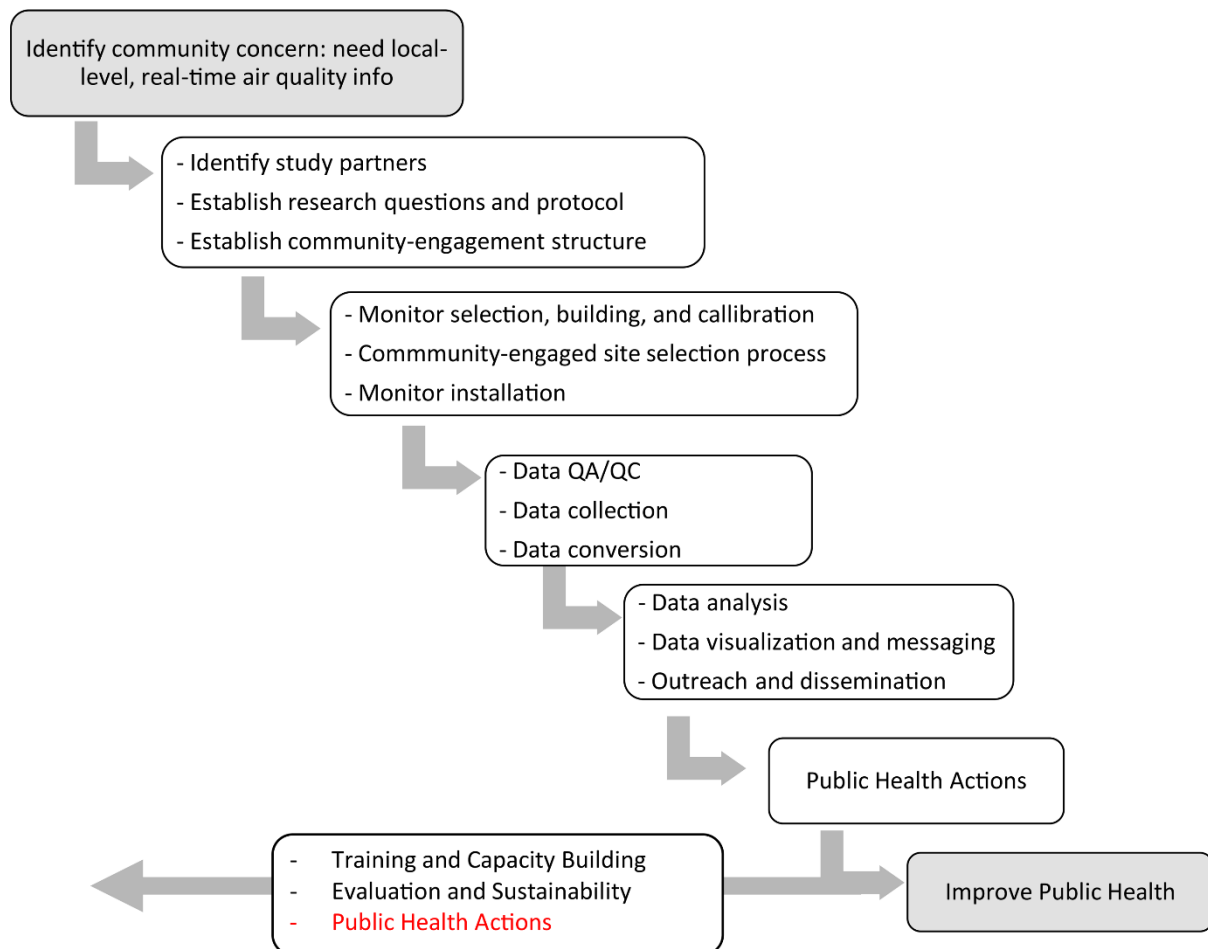 Identify community concern: need local-
level, real-time air quality info
- Identify study partners
- Establish research questions and protocol
- Establish community-engagement structure
- Monitor selection, building, and callibration
- Commmunity-engaged site selection process
- Monitor installation
- Data QA/QC
- Data collection
- Data conversion
- Data analysis
- Data visualization and messaging
- Outreach and dissemination
Public Health Actions
- Training and Capacity Building
- Evaluation and Sustainability
- Public Health Actions
Improve Public Health